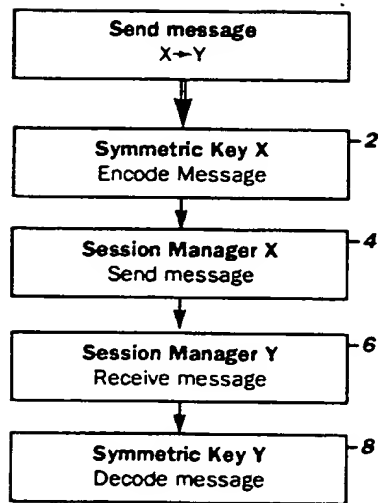 Send message
X→Y
Symmetric Key X
Encode Message
2
Session Manager X
Send message
4
Session Manager Y
Receive message
6
Symmetric Key Y
Decode message
8